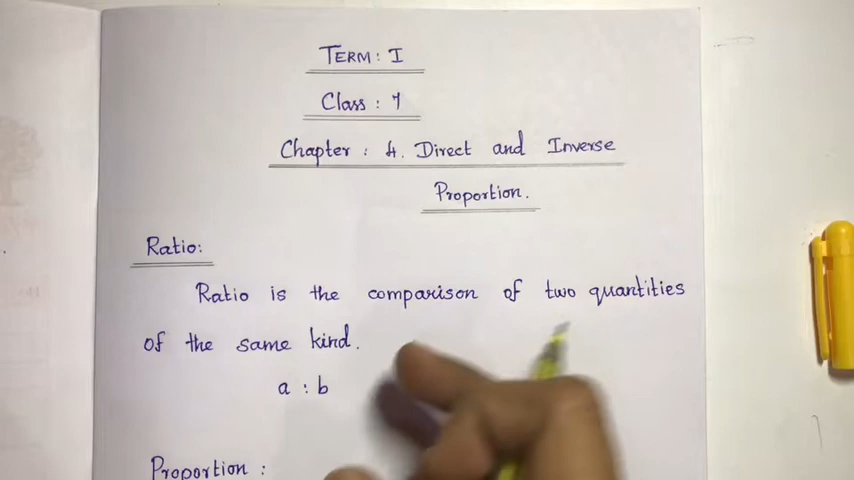 TERM: I
Class: 7
Chapter: 4. Direct and Inverse
Proportion.
Ratio:
Ratio is the comparison of two quantities
of the same kind.
a : b
Proportion: